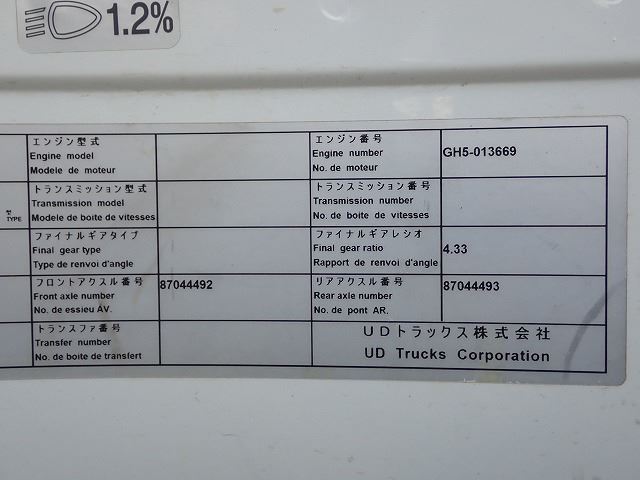 1.2%
エンジン型式
Engine model
Modele de moteur
エンジン番号
Engine number
No. de moteur
GH5-013669
型
TYPE
トランスミッション型式
Transmission model
Modele de boite de vitesses
トランスミッション番号
Transmission number
No. de boite de vitesses
ファイナルギアタイプ
Final gear type
Type de renvoi d'angle
ファイナルギアレシオ
Final gear ratio
Rapport de renvoi d'angle
4.33
フロントアクスル番号
Front axle number
No. de essieu AV.
87044492
リアアクスル番号
Rear axle number
No. de pont AR.
87044493
トランスファ番号
Transfer number
No. de boite de transfert
UDトラックス株式会社
UD Trucks Corporation